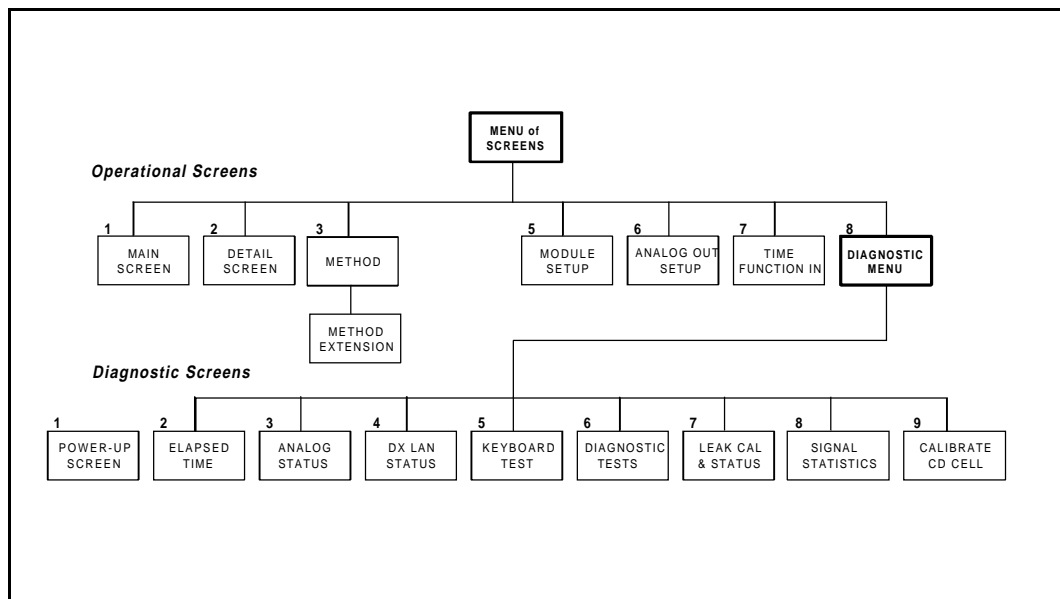 MENU of
SCREENS
Operational Screens
1
MAIN
SCREEN
2
DETAIL
SCREEN
3
METHOD
METHOD
EXTENSION
5
MODULE
SETUP
6
ANALOG OUT
SETUP
7
TIME
FUNCTION IN
8
DIAGNOSTIC
MENU
Diagnostic Screens
1
POWER-UP
SCREEN
2
ELAPSED
TIME
3
ANALOG
STATUS
4
DX LAN
STATUS
5
KEYBOARD
TEST
6
DIAGNOSTIC
TESTS
7
LEAK CAL
& STATUS
8
SIGNAL
STATISTICS
9
CALIBRATE
CD CELL